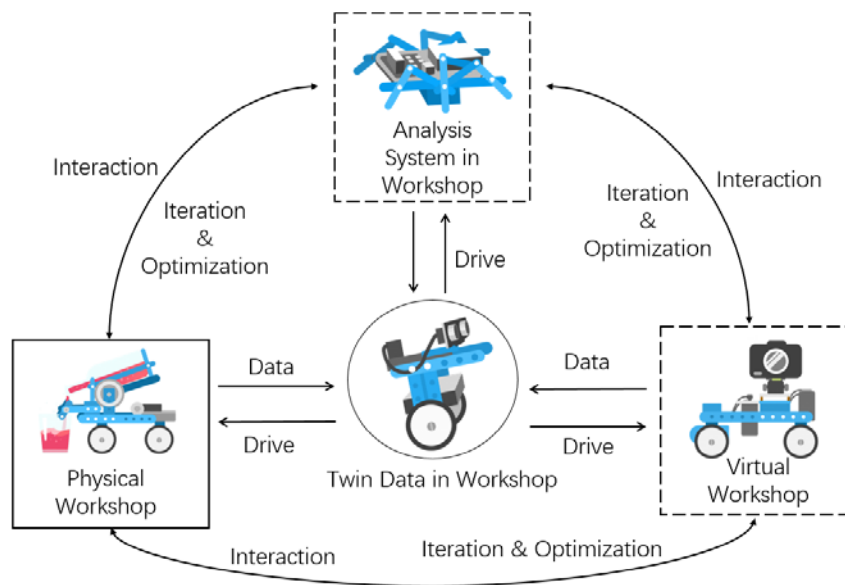 Analysis
System in
Workshop
Interaction
Iteration
&
Optimization
Interaction
Iteration
&
Optimization
Drive
Data
Drive
Data
Drive
Physical
Workshop
Twin Data in Workshop
Virtual
Workshop
Interaction
Iteration & Optimization